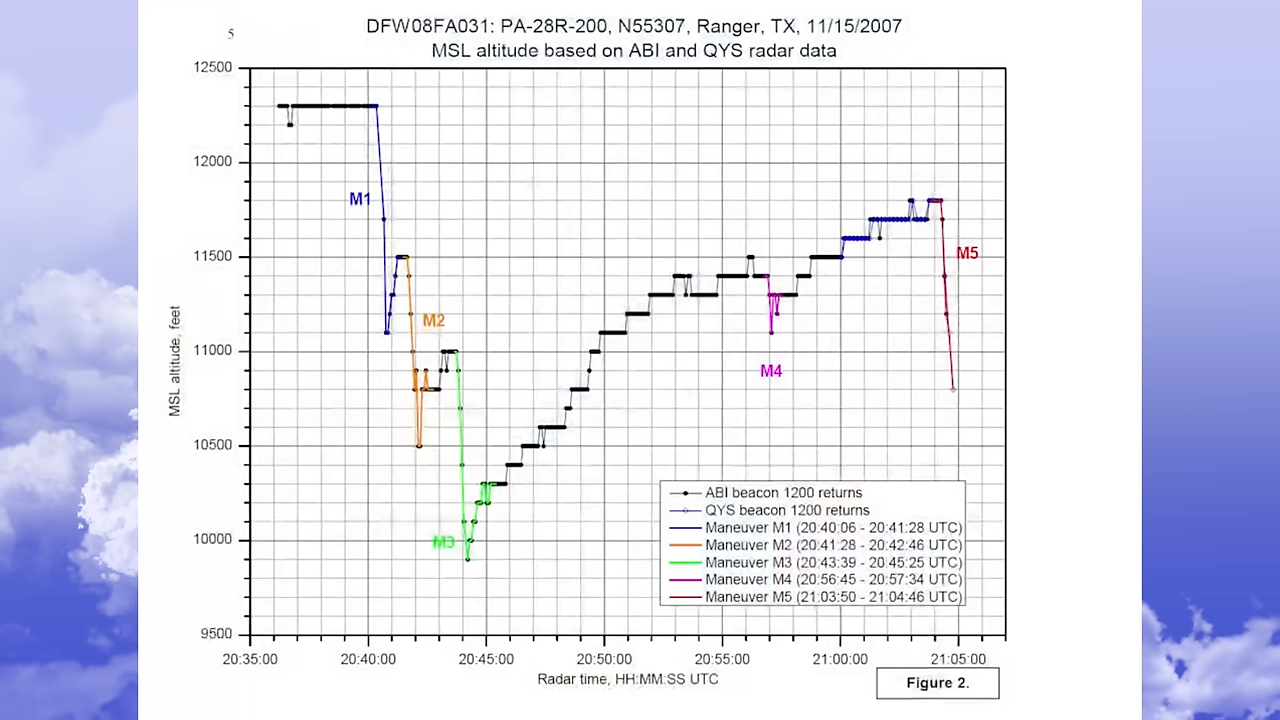 5
DFW08FA031: PA-28R-200, N55307, Ranger, TX, 11/15/2007
MSL altitude based on ABI and QYS radar data
12500
12000
11500
11000
10500
10000
9500
MSL altitude, feet
M1
M2
M3
M4
M5
ABI beacon 1200 returns
QYS beacon 1200 returns
Maneuver M1 (20:40:06 - 20:41:28 UTC)
Maneuver M2 (20:41:28 - 20:42:46 UTC)
Maneuver M3 (20:43:39 - 20:45:25 UTC)
Maneuver M4 (20:56:45 - 20:57:34 UTC)
Maneuver M5 (21:03:50 - 21:04:46 UTC)
20:35:00 20:40:00 20:45:00 20:50:00 20:55:00 21:00:00 21:05:00
Radar time, HH:MM:SS UTC
Figure 2.